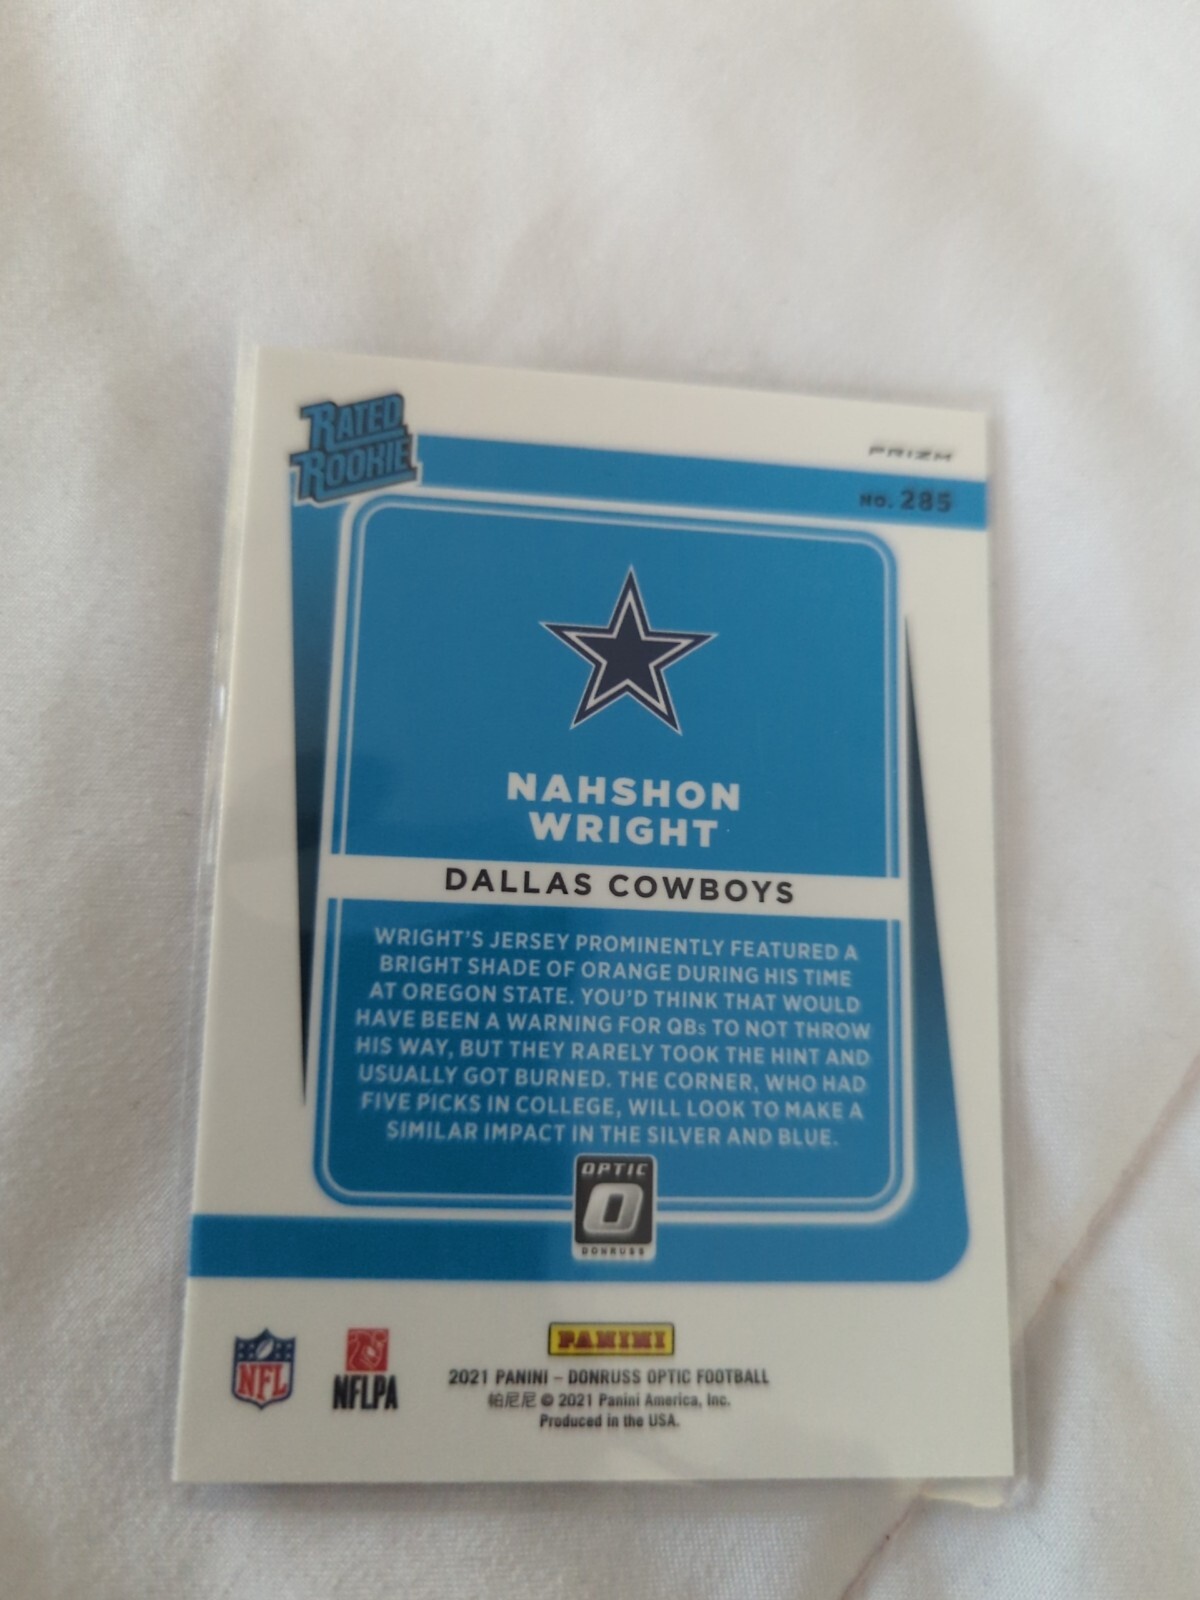 RATED
ROOKIE
PRIZM
NO. 285
NAHSHON
WRIGHT
DALLAS COWBOYS
WRIGHT'S JERSEY PROMINENTLY FEATURED A
BRIGHT SHADE OF ORANGE DURING HIS TIME
AT OREGON STATE. YOU'D THINK THAT WOULD
HAVE BEEN A WARNING FOR QBs TO NOT THROW
HIS WAY, BUT THEY RARELY TOOK THE HINT AND
USUALLY GOT BURNED. THE CORNER, WHO HAD
FIVE PICKS IN COLLEGE, WILL LOOK TO MAKE A
SIMILAR IMPACT IN THE SILVER AND BLUE.
OPTIC
O
DONRUSS
NFL
NFLPA
PANINI
2021 PANINI – DONRUSS OPTIC FOOTBALL
帕尼尼 © 2021 Panini America, Inc.
Produced in the USA.